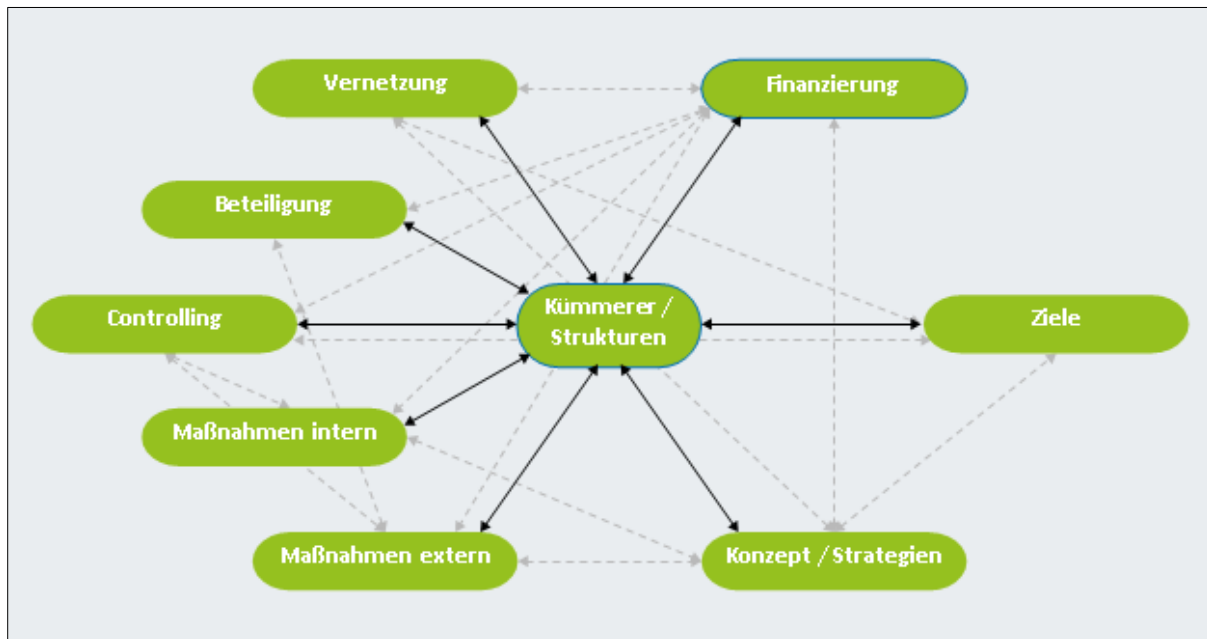 Vernetzung
Finanzierung
Beteiligung
Kümmerer /
Strukturen
Controlling
Ziele
Maßnahmen intern
Maßnahmen extern
Konzept / Strategien